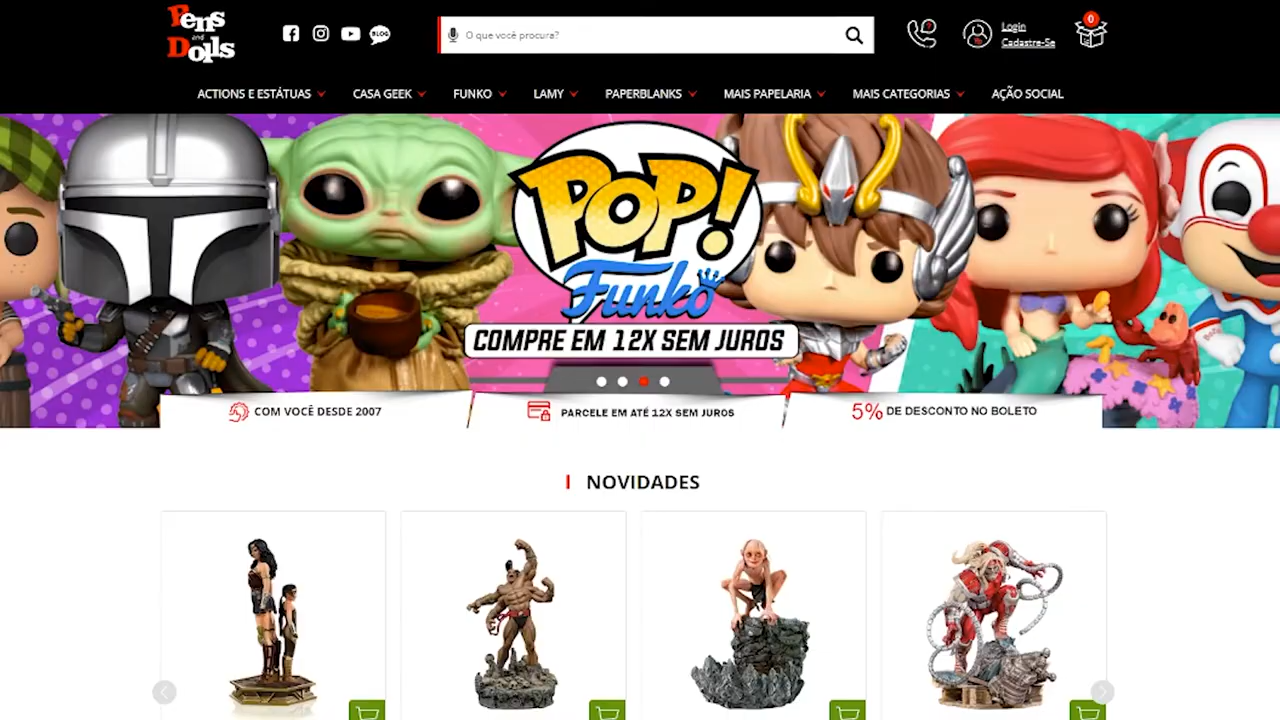 Pens
and
Dolls
BLOG
O que você procura?
?
Login
Cadastre-Se
0
ACTIONS E ESTÁTUAS
CASA GEEK
FUNKO
LAMY
PAPERBLANKS
MAIS PAPELARIA
MAIS CATEGORIAS
AÇÃO SOCIAL
POP!
Funko
COMPRE EM 12X SEM JUROS
COM VOCÊ DESDE 2007
PARCELE EM ATÉ 12X SEM JUROS
5% DE DESCONTO NO BOLETO
NOVIDADES